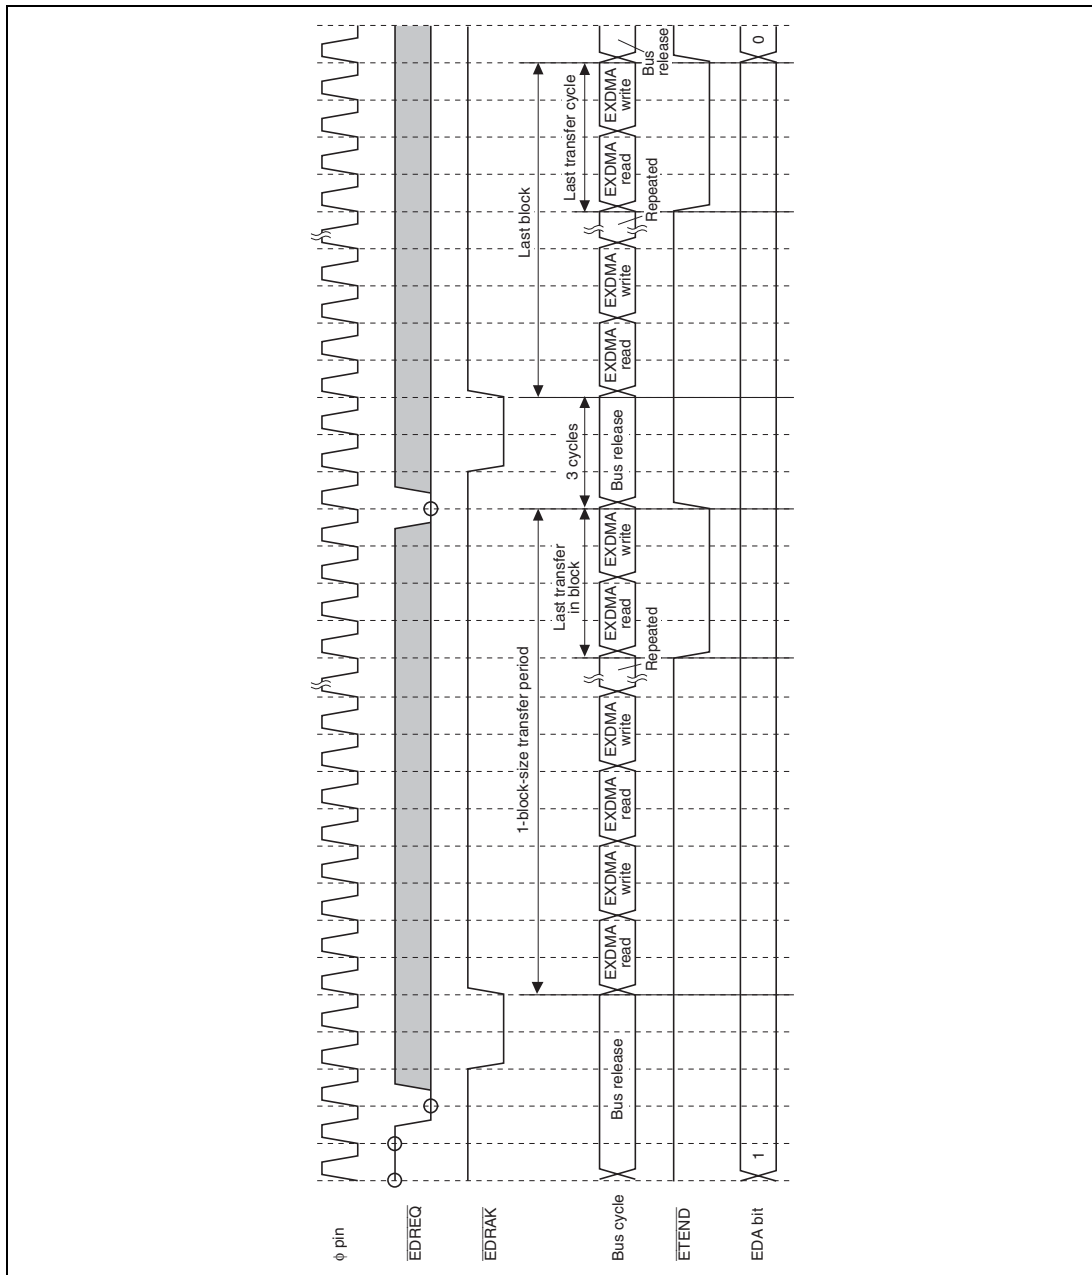 φ pin
EDREQ
EDRAK
Last block
1-block-size transfer period
Last transfer cycle
3 cycles
Last transfer
in block
Bus cycle
Bus release
EXDMA
read
EXDMA
write
EXDMA
read
EXDMA
write
Repeated
EXDMA
read
EXDMA
write
Bus release
EXDMA
read
EXDMA
write
Repeated
EXDMA
read
EXDMA
write
Bus
release
ETEND
EDA bit
1
0